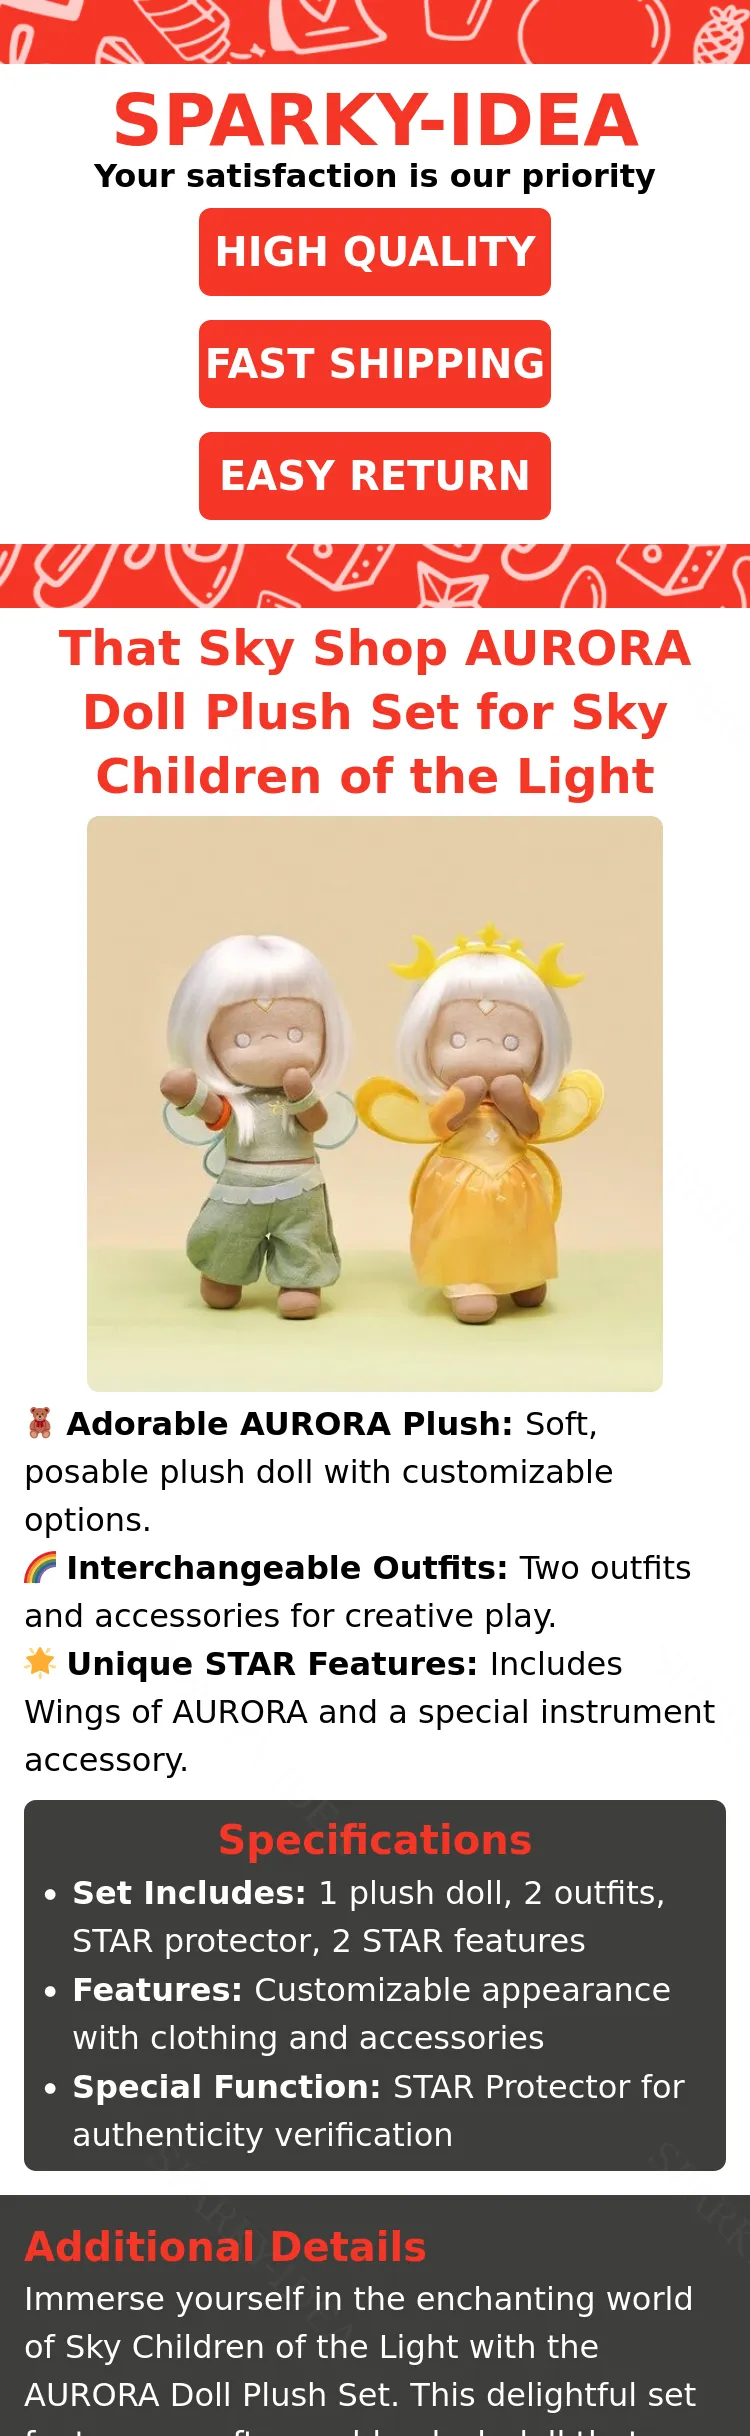 SPARKY-IDEA
Your satisfaction is our priority
HIGH QUALITY
FAST SHIPPING
EASY RETURN
That Sky Shop AURORA
Doll Plush Set for Sky
Children of the Light
Adorable AURORA Plush: Soft,
posable plush doll with customizable
options.
Interchangeable Outfits: Two outfits
and accessories for creative play.
Unique STAR Features: Includes
Wings of AURORA and a special instrument
accessory.
Specifications
• Set Includes: 1 plush doll, 2 outfits,
STAR protector, 2 STAR features
• Features: Customizable appearance
with clothing and accessories
• Special Function: STAR Protector for
authenticity verification
Additional Details
Immerse yourself in the enchanting world
of Sky Children of the Light with the
AURORA Doll Plush Set. This delightful set